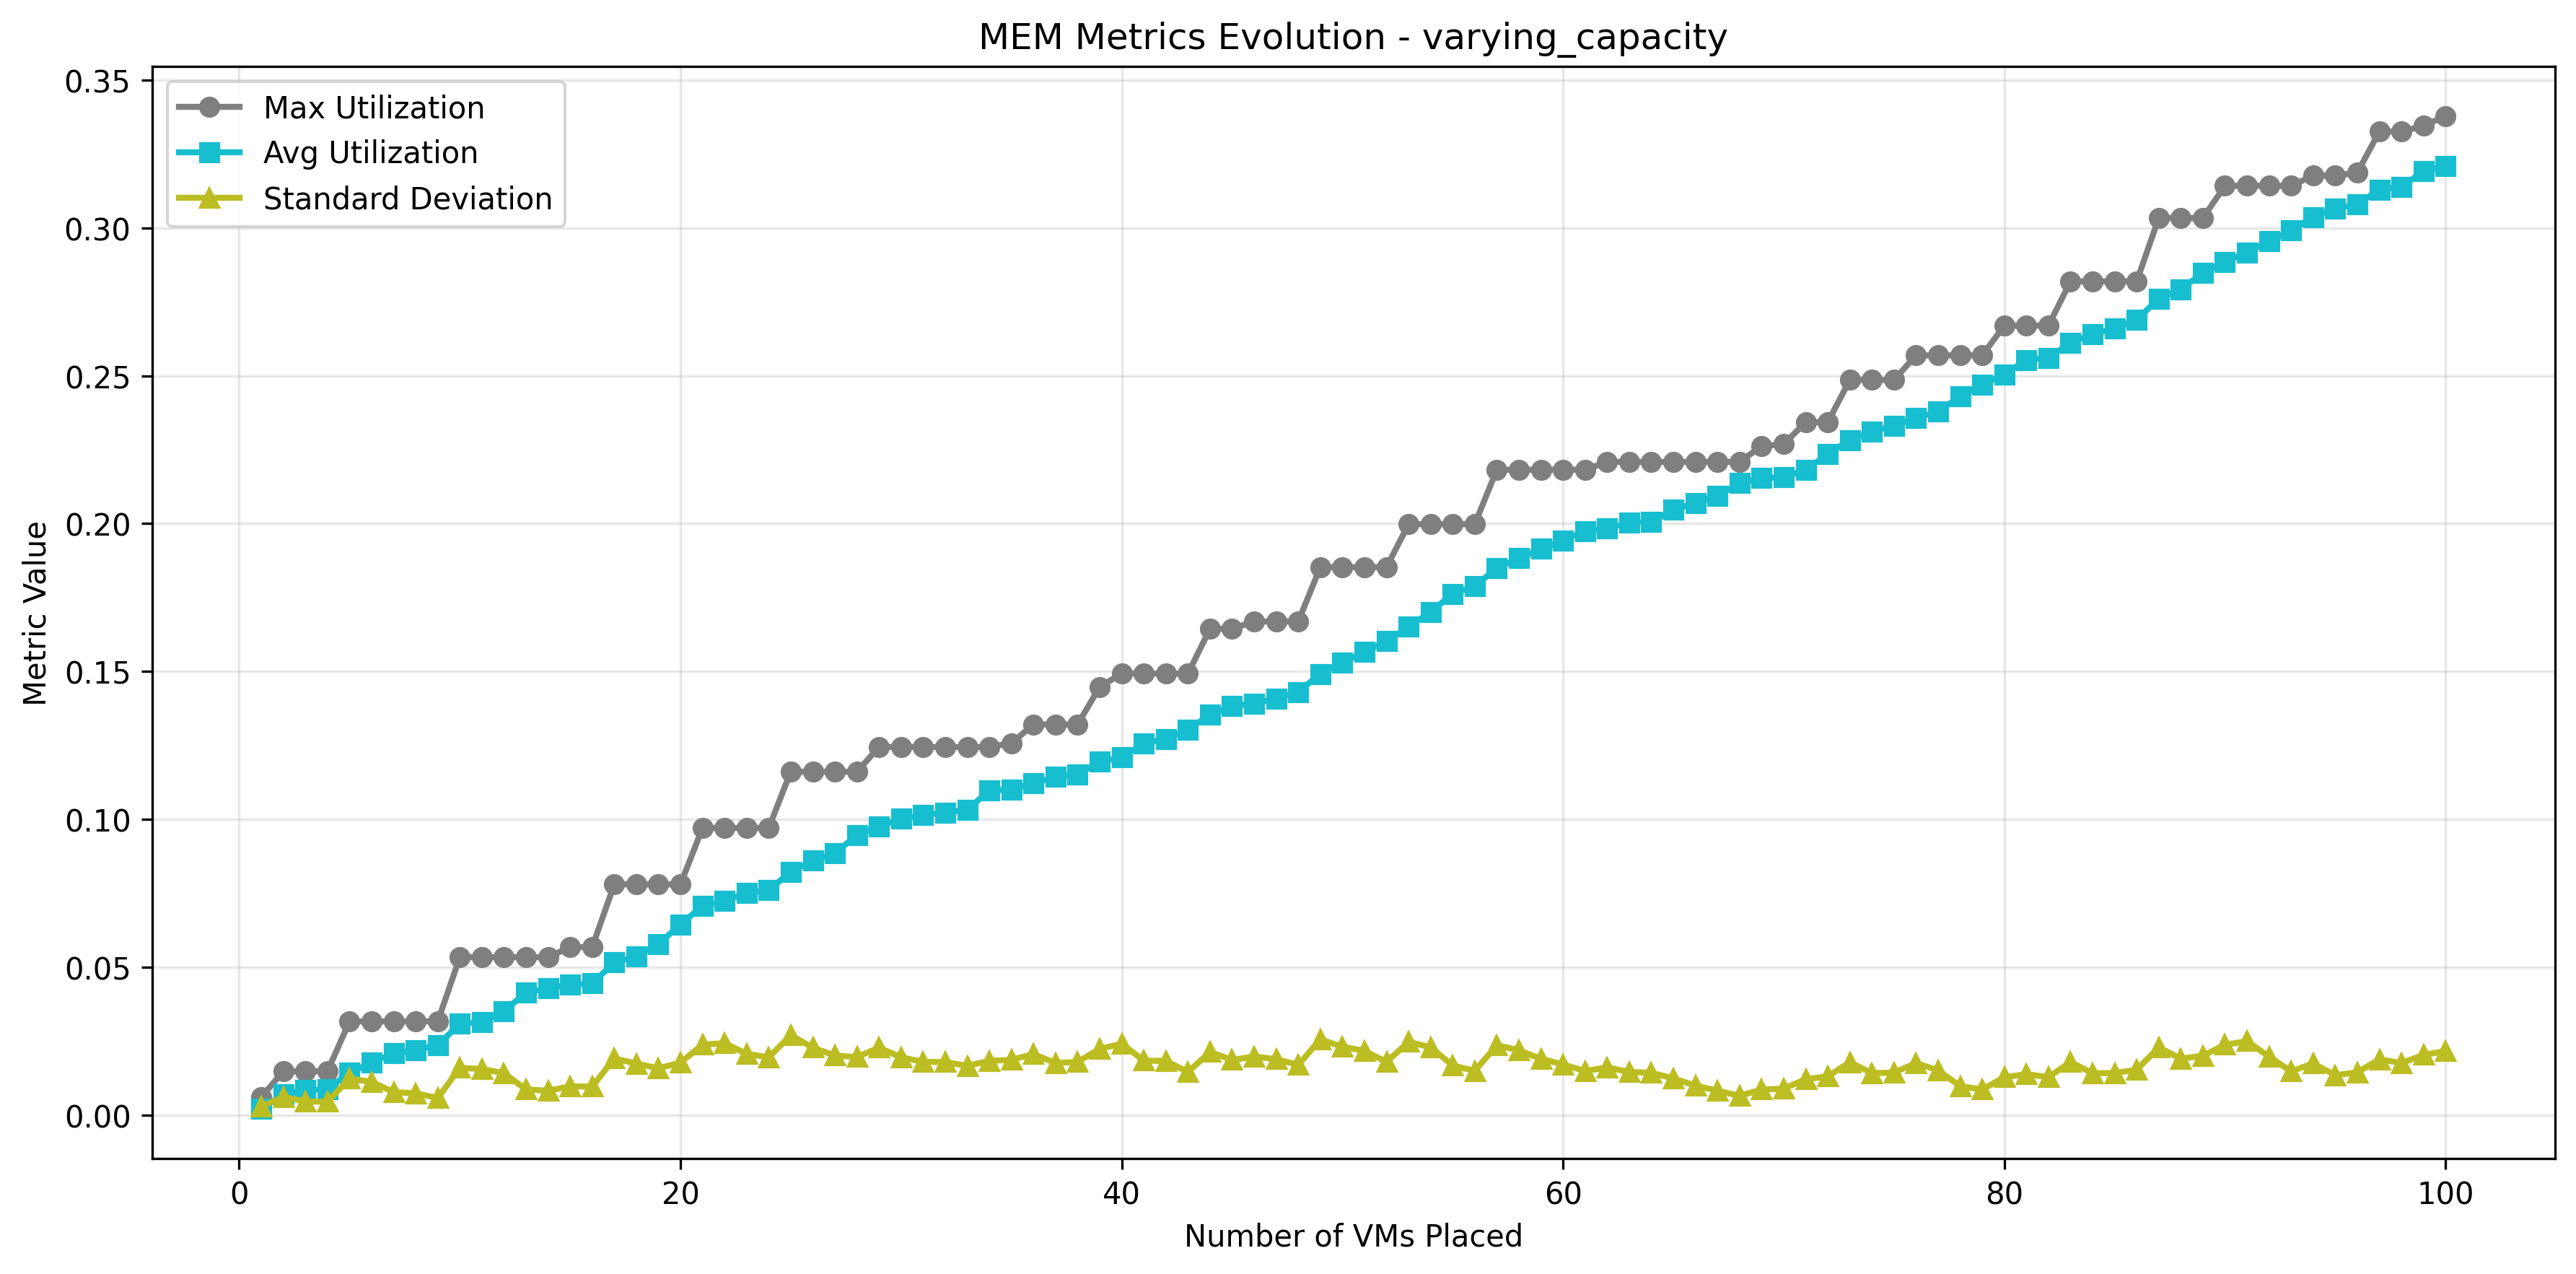 MEM Metrics Evolution - varying_capacity
Max Utilization
Avg Utilization
Standard Deviation
Metric Value
0.35
0.30
0.25
0.20
0.15
0.10
0.05
0.00
0 20 40 60 80 100
Number of VMs Placed